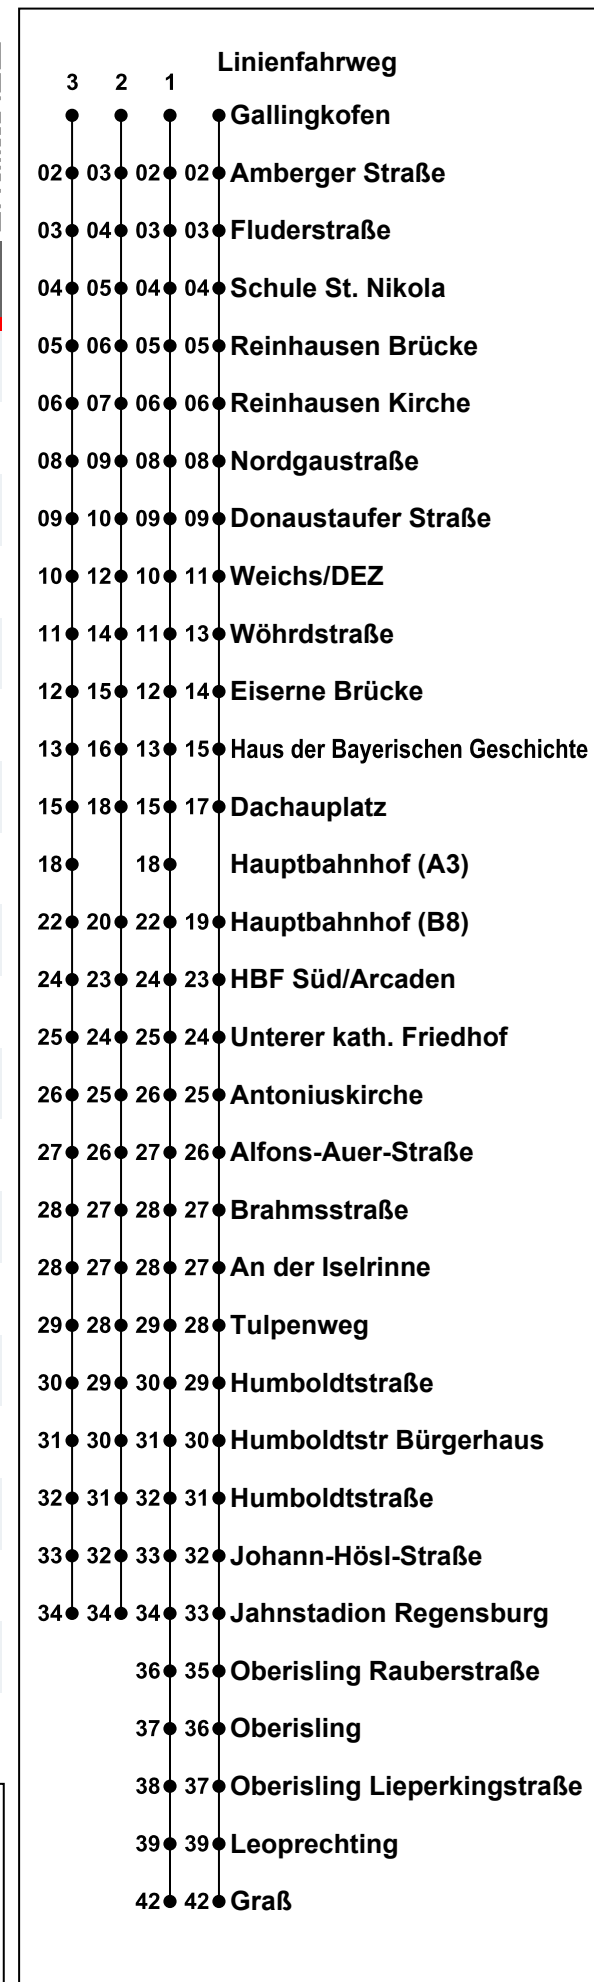 Linienfahrweg
3 2 1
Gallingkofen
02 03 02 02 Amberger Straße
03 04 03 03 Fluderstraße
04 05 04 04 Schule St. Nikola
05 06 05 05 Reinhausen Brücke
06 07 06 06 Reinhausen Kirche
08 09 08 08 Nordgaustraße
09 10 09 09 Donaustaufer Straße
10 12 10 11 Weichs/DEZ
11 14 11 13 Wöhrdstraße
12 15 12 14 Eiserne Brücke
13 16 13 15 Haus der Bayerischen Geschichte
15 18 15 17 Dachauplatz
18 18 Hauptbahnhof (A3)
22 20 22 19 Hauptbahnhof (B8)
24 23 24 23 HBF Süd/Arcaden
25 24 25 24 Unterer kath. Friedhof
26 25 26 25 Antoniuskirche
27 26 27 26 Alfons-Auer-Straße
28 27 28 27 Brahmsstraße
28 27 28 27 An der Iselrinne
29 28 29 28 Tulpenweg
30 29 30 29 Humboldtstraße
31 30 31 30 Humboldtstr Bürgerhaus
32 31 32 31 Humboldtstraße
33 32 33 32 Johann-Hösl-Straße
34 34 34 33 Jahnstadion Regensburg
36 35 Oberisling Rauberstraße
37 36 Oberisling
38 37 Oberisling Lieperkingstraße
39 39 Leoprechting
42 42 Graß